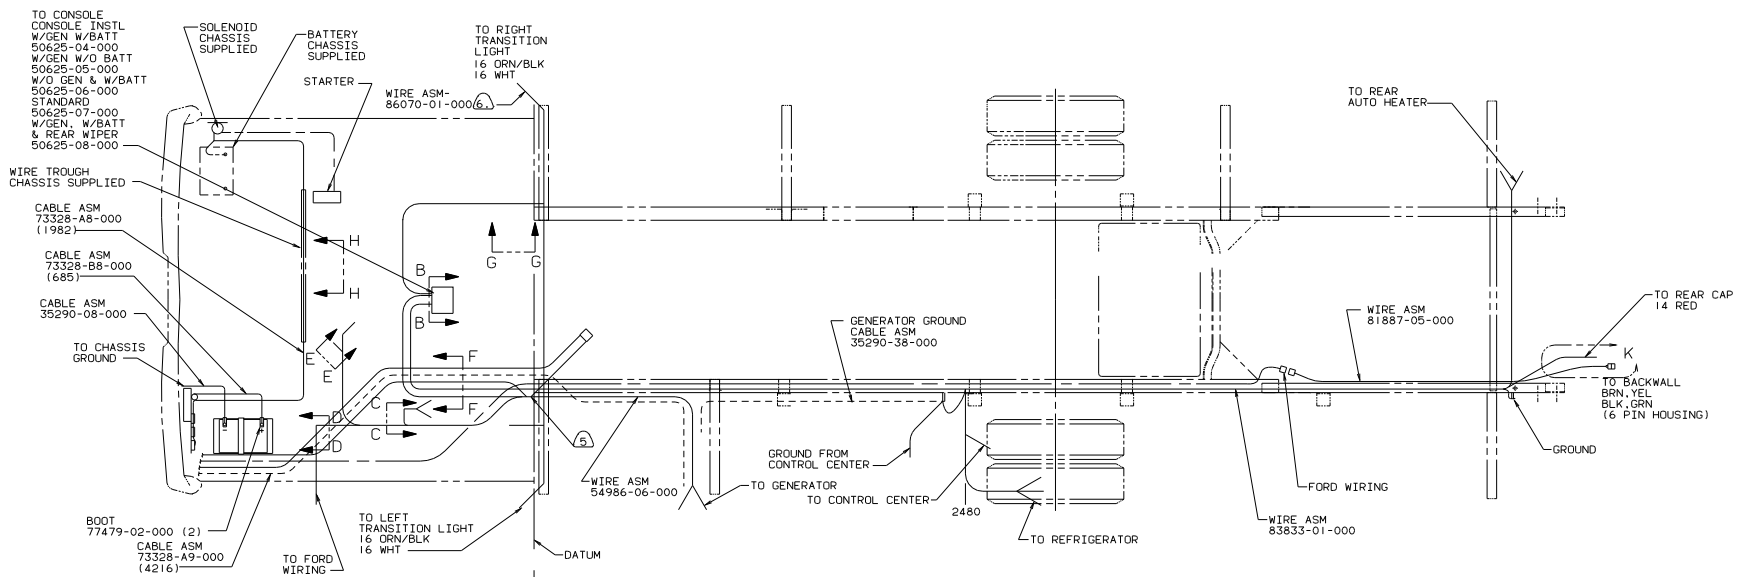 TO CONSOLE
CONSOLE INSTL
W/GEN W/BATT
50625-04-000
W/GEN W/O BATT
50625-05-000
W/O GEN & W/BATT
50625-06-000
STANDARD
50625-07-000
W/GEN, W/BATT
& REAR WIPER
50625-08-000
SOLENOID
CHASSIS
SUPPLIED
BATTERY
CHASSIS
SUPPLIED
STARTER
WIRE ASM-
86070-01-000
6.
TO RIGHT
TRANSITION
LIGHT
16 ORN/BLK
16 WHT
TO REAR
AUTO HEATER
WIRE TROUGH
CHASSIS SUPPLIED
CABLE ASM
73328-A8-000
(1982)
CABLE ASM
73328-B8-000
(685)
CABLE ASM
35290-08-000
TO CHASSIS
GROUND
H
H
G
G
B
B
E
E
F
F
C
C
D
D
5
GENERATOR GROUND
CABLE ASM
35290-38-000
WIRE ASM
81887-05-000
TO REAR CAP
14 RED
K
TO BACKWALL
BRN,YEL
BLK,GRN
(6 PIN HOUSING)
GROUND
GROUND FROM
CONTROL CENTER
WIRE ASM
54986-06-000
TO GENERATOR
TO CONTROL CENTER
2480
FORD WIRING
WIRE ASM
83833-01-000
TO REFRIGERATOR
BOOT
77479-02-000 (2)
CABLE ASM
73328-A9-000
(4216)
TO FORD
WIRING
TO LEFT
TRANSITION LIGHT
16 ORN/BLK
16 WHT
DATUM